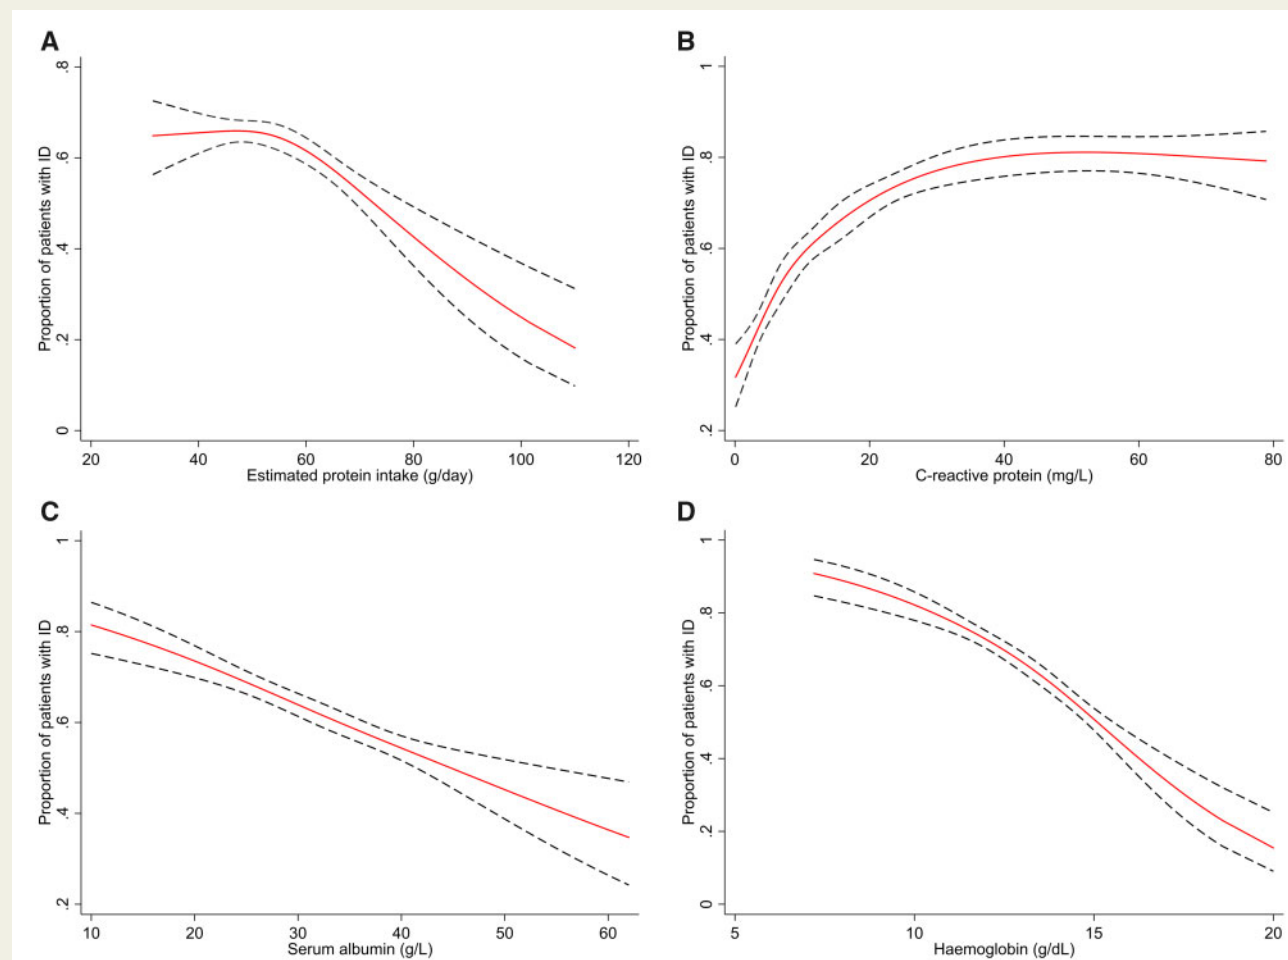 A
Proportion of patients with ID
.8
.6
.4
.2
0
20 40 60 80 100 120
Estimated protein intake (g/day)
B
Proportion of patients with ID
1
.8
.6
.4
.2
0 20 40 60 80
C-reactive protein (mg/L)
C
Proportion of patients with ID
1
.8
.6
.4
.2
10 20 30 40 50 60
Serum albumin (g/L)
D
Proportion of patients with ID
1
.8
.6
.4
.2
0
5 10 15 20
Haemoglobin (g/dL)